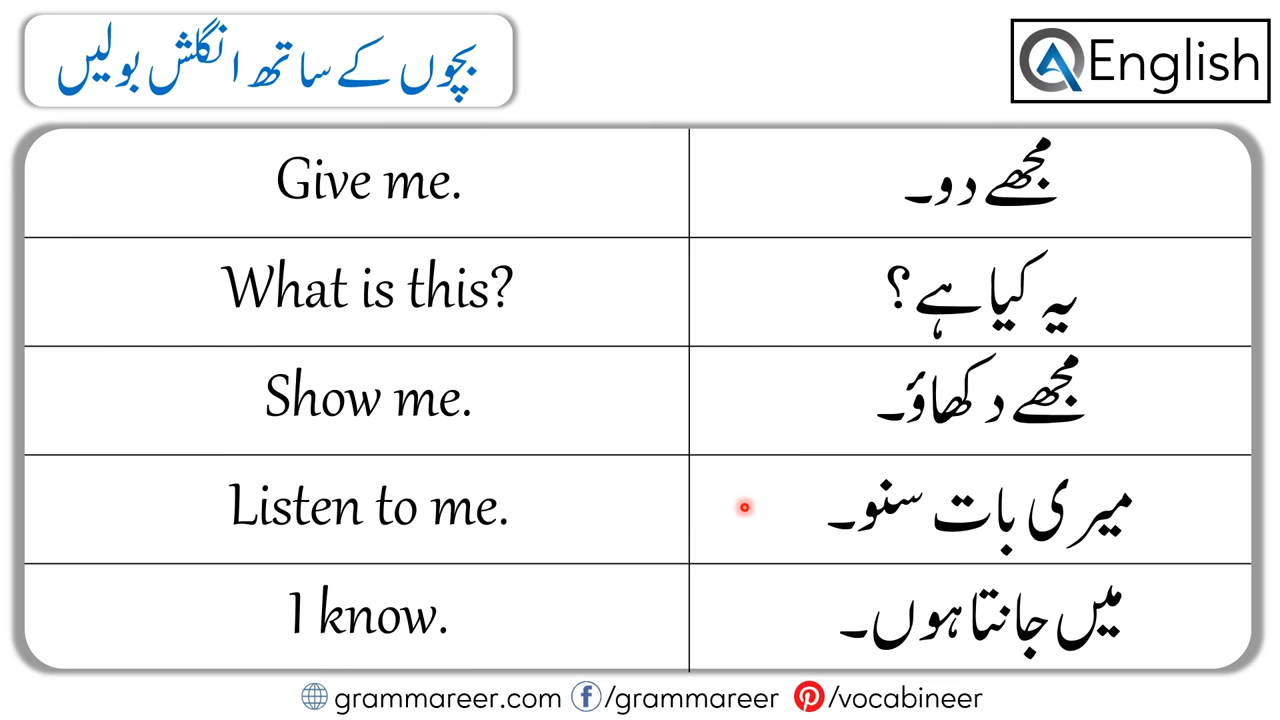 بچوں کے ساتھ انگلش بولیں
AQ English
Give me.
مجھے دو۔
What is this?
یہ کیا ہے؟
Show me.
مجھے دکھاؤ۔
Listen to me.
میری بات سنو۔
I know.
میں جانتا ہوں۔
grammareer.com f/grammareer /vocabineer